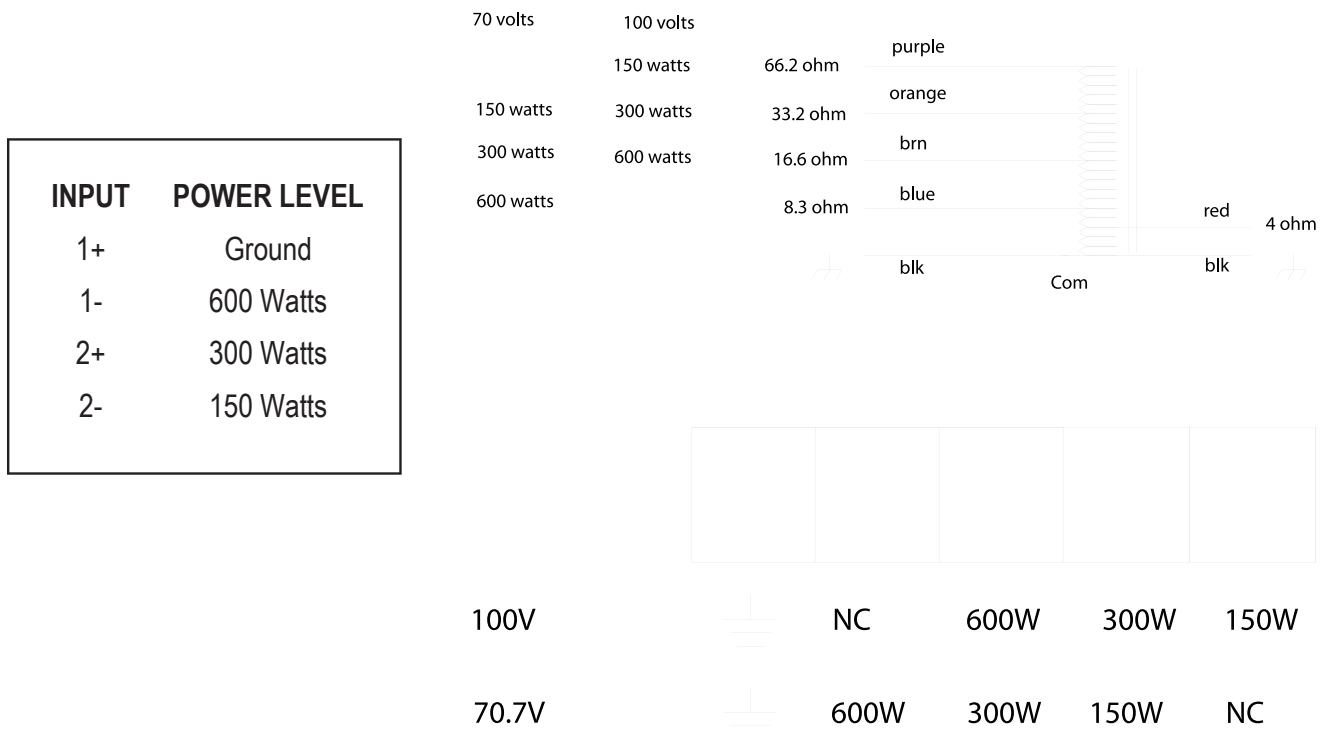 INPUT POWER LEVEL
1+ Ground
1- 600 Watts
2+ 300 Watts
2- 150 Watts
70 volts 100 volts
purple
150 watts 66.2 ohm
orange
150 watts 300 watts 33.2 ohm
brn
300 watts 600 watts 16.6 ohm
blue
600 watts 8.3 ohm
red 4 ohm
blk Com blk
100V NC 600W 300W 150W
70.7V 600W 300W 150W NC